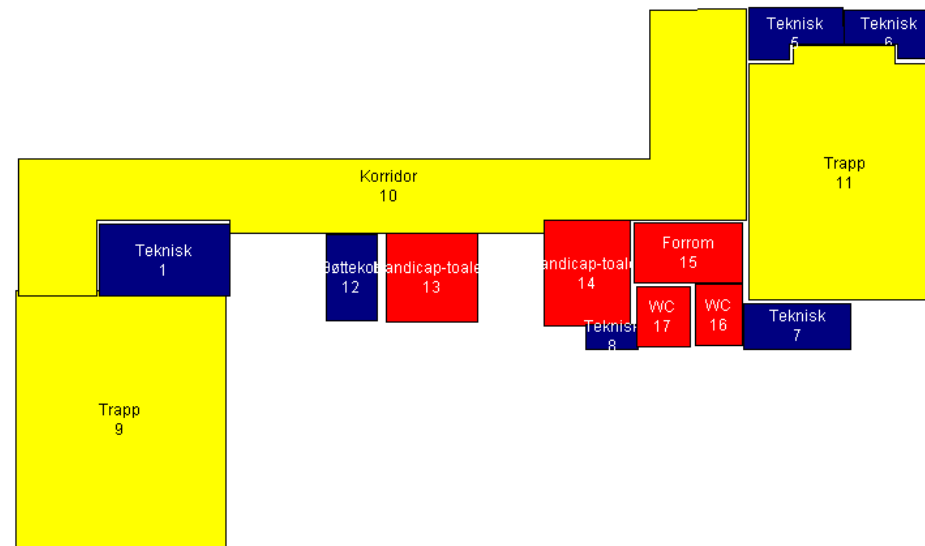 Teknisk
5
Teknisk
6
Trapp
11
Korridor
10
Teknisk
1
Bøttekot
12
andicap-toale
13
andicap-toale
14
Forrom
15
WC
17
WC
16
Teknisk
8
Teknisk
7
Trapp
9